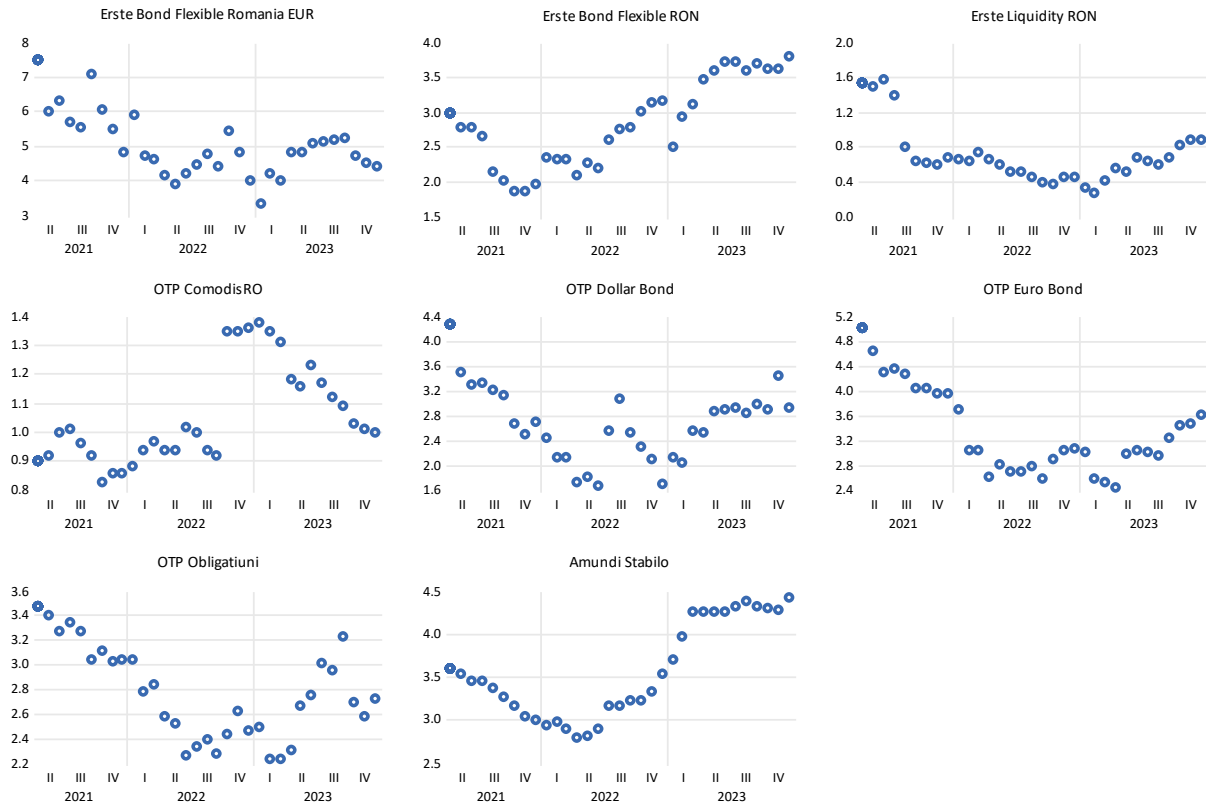 Erste Bond Flexible Romania EUR
8
7
6
5
4
3
II III IV I II III IV I II III IV
2021 2022 2023
Erste Bond Flexible RON
4.0
3.5
3.0
2.5
2.0
1.5
II III IV I II III IV I II III IV
2021 2022 2023
Erste Liquidity RON
2.0
1.6
1.2
0.8
0.4
0.0
II III IV I II III IV I II III IV
2021 2022 2023
OTP ComodisRO
1.4
1.3
1.2
1.1
1.0
0.9
0.8
II III IV I II III IV I II III IV
2021 2022 2023
OTP Dollar Bond
4.4
4.0
3.6
3.2
2.8
2.4
2.0
1.6
II III IV I II III IV I II III IV
2021 2022 2023
OTP Euro Bond
5.2
4.8
4.4
4.0
3.6
3.2
2.8
2.4
II III IV I II III IV I II III IV
2021 2022 2023
OTP Obligatiuni
3.6
3.4
3.2
3.0
2.8
2.6
2.4
2.2
II III IV I II III IV I II III IV
2021 2022 2023
Amundi Stabilo
4.5
4.0
3.5
3.0
2.5
II III IV I II III IV I II III IV
2021 2022 2023